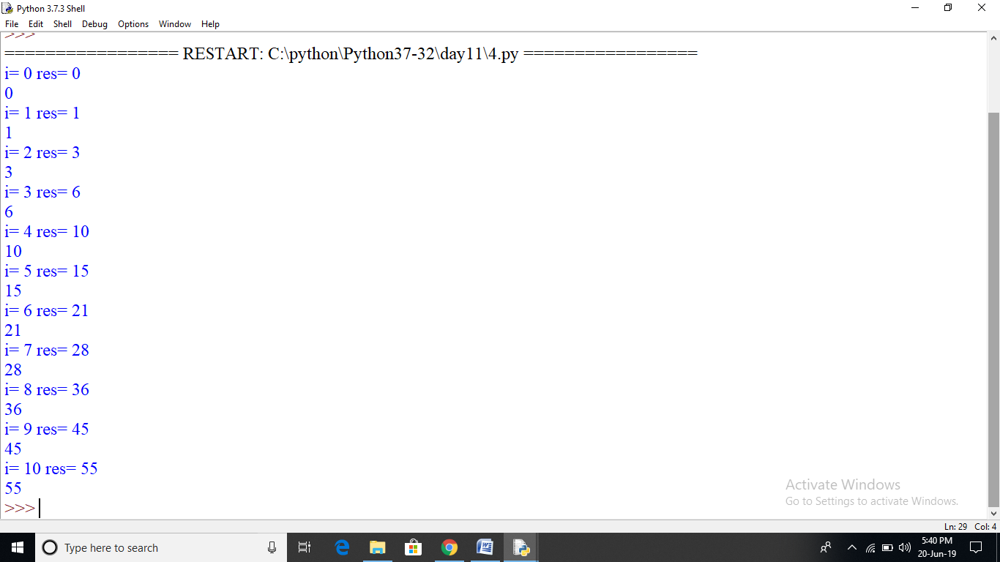 Python 3.7.3 Shell
File Edit Shell Debug Options Window Help
>>>
================= RESTART: C:\python\Python37-32\day11\4.py =================
i= 0 res= 0
0
i= 1 res= 1
1
i= 2 res= 3
3
i= 3 res= 6
6
i= 4 res= 10
10
i= 5 res= 15
15
i= 6 res= 21
21
i= 7 res= 28
28
i= 8 res= 36
36
i= 9 res= 45
45
i= 10 res= 55
55
>>>
Activate Windows
Go to Settings to activate Windows.
Ln: 29 Col: 4
Type here to search
5:40 PM
20-Jun-19